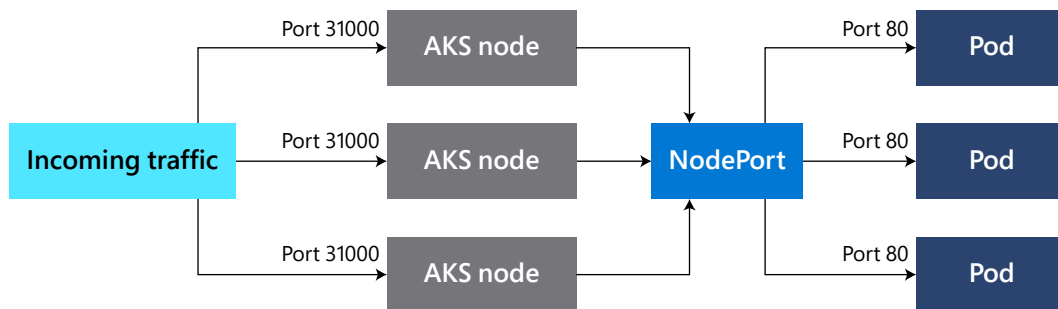 Port 31000
AKS node
Port 80
Pod
Incoming traffic
Port 31000
AKS node
NodePort
Port 80
Pod
Port 31000
AKS node
Port 80
Pod